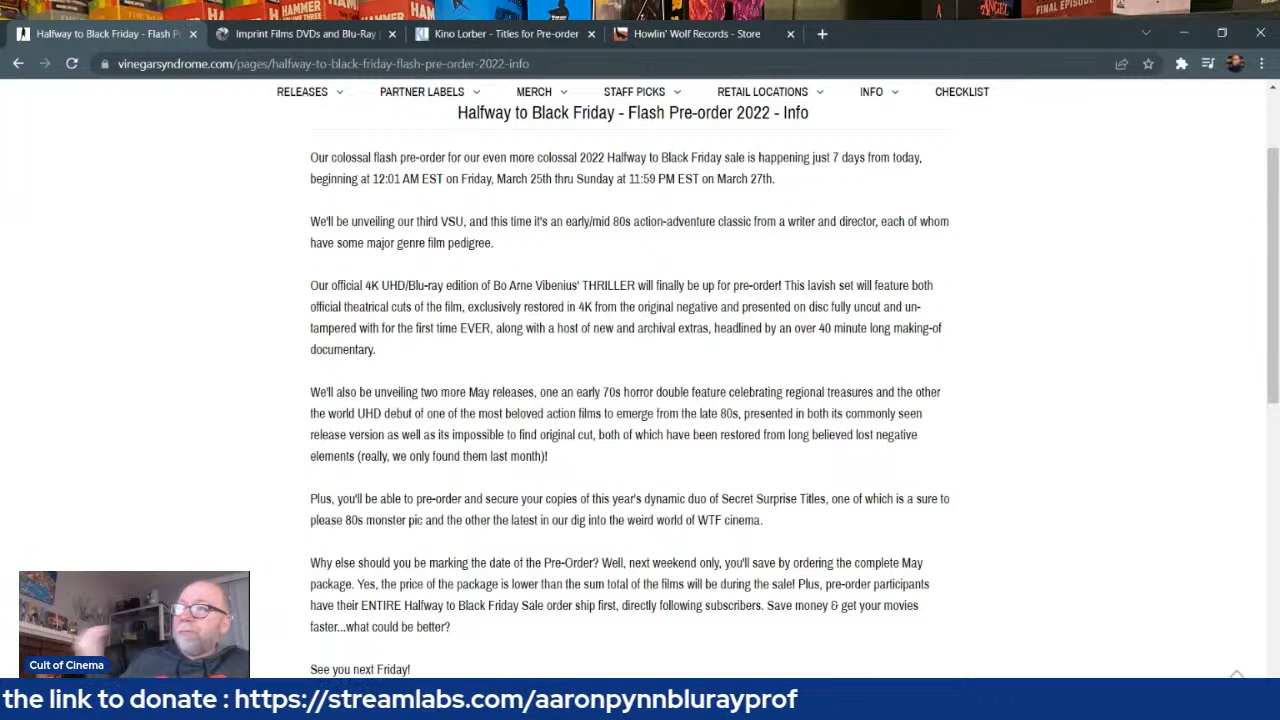 HAMMER
HAMMER
ANGEL
FINAL EPISODE
Halfway to Black Friday - Flash P
Imprint Films DVDs and Blu-Ray
Kino Lorber - Titles for Pre-order
Howlin' Wolf Records - Store
vinegarsyndrome.com/pages/halfway-to-black-friday-flash-pre-order-2022-info
RELEASES PARTNER LABELS MERCH STAFF PICKS RETAIL LOCATIONS INFO CHECKLIST
Halfway to Black Friday - Flash Pre-order 2022 - Info
Our colossal flash pre-order for our even more colossal 2022 Halfway to Black Friday sale is happening just 7 days from today,
beginning at 12:01 AM EST on Friday, March 25th thru Sunday at 11:59 PM EST on March 27th.
We'll be unveiling our third VSU, and this time it's an early/mid 80s action-adventure classic from a writer and director, each of whom
have some major genre film pedigree.
Our official 4K UHD/Blu-ray edition of Bo Arne Vibenius' THRILLER will finally be up for pre-order! This lavish set will feature both
official theatrical cuts of the film, exclusively restored in 4K from the original negative and presented on disc fully uncut and un-
tampered with for the first time EVER, along with a host of new and archival extras, headlined by an over 40 minute long making-of
documentary.
We'll also be unveiling two more May releases, one an early 70s horror double feature celebrating regional treasures and the other
the world UHD debut of one of the most beloved action films to emerge from the late 80s, presented in both its commonly seen
release version as well as its impossible to find original cut, both of which have been restored from long believed lost negative
elements (really, we only found them last month)!
Plus, you'll be able to pre-order and secure your copies of this year's dynamic duo of Secret Surprise Titles, one of which is a sure to
please 80s monster pic and the other the latest in our dig into the weird world of WTF cinema.
Why else should you be marking the date of the Pre-Order? Well, next weekend only, you'll save by ordering the complete May
package. Yes, the price of the package is lower than the sum total of the films will be during the sale! Plus, pre-order participants
have their ENTIRE Halfway to Black Friday Sale order ship first, directly following subscribers. Save money & get your movies
faster...what could be better?
See you next Friday!
Cult of Cinema
the link to donate : https://streamlabs.com/aaronpynnblurayprof